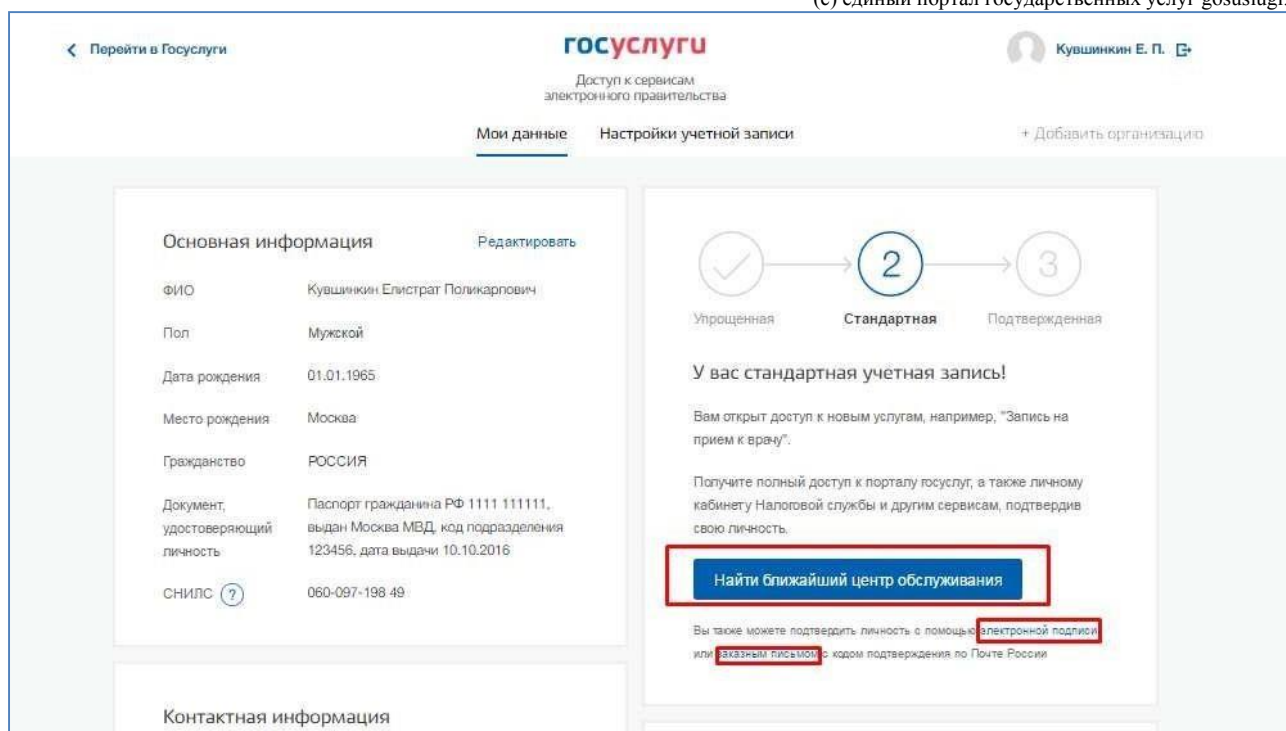 (с) единый портал государственных услуг gosuslugi
Перейти в Госуслуги
госуслуги
Кувшинкин Е. П.
Доступ к сервисам
электронного правительства
Мои данные
Настройки учетной записи
+ Добавить организацию
Основная информация
Редактировать
ФИО
Кувшинкин Елистрат Поликарпович
Пол
Мужской
Дата рождения
01.01.1965
Место рождения
Москва
Гражданство
РОССИЯ
Документ,
удостоверяющий
личность
Паспорт гражданина РФ 1111 111111,
выдан Москва МВД, код подразделения
123456, дата выдачи 10.10.2016
СНИЛС ?
060-097-198 49
Контактная информация
2
3
Упрощенная
Стандартная
Подтвержденная
У вас стандартная учетная запись!
Вам открыт доступ к новым услугам, например, "Запись на
прием к врачу".
Получите полный доступ к порталу госуслуг, а также личному
кабинету Налоговой службы и другим сервисам, подтвердив
свою личность.
Найти ближайший центр обслуживания
Вы также можете подтвердить личность с помощью электронной подписи
или заказным письмом с кодом подтверждения по Почте России